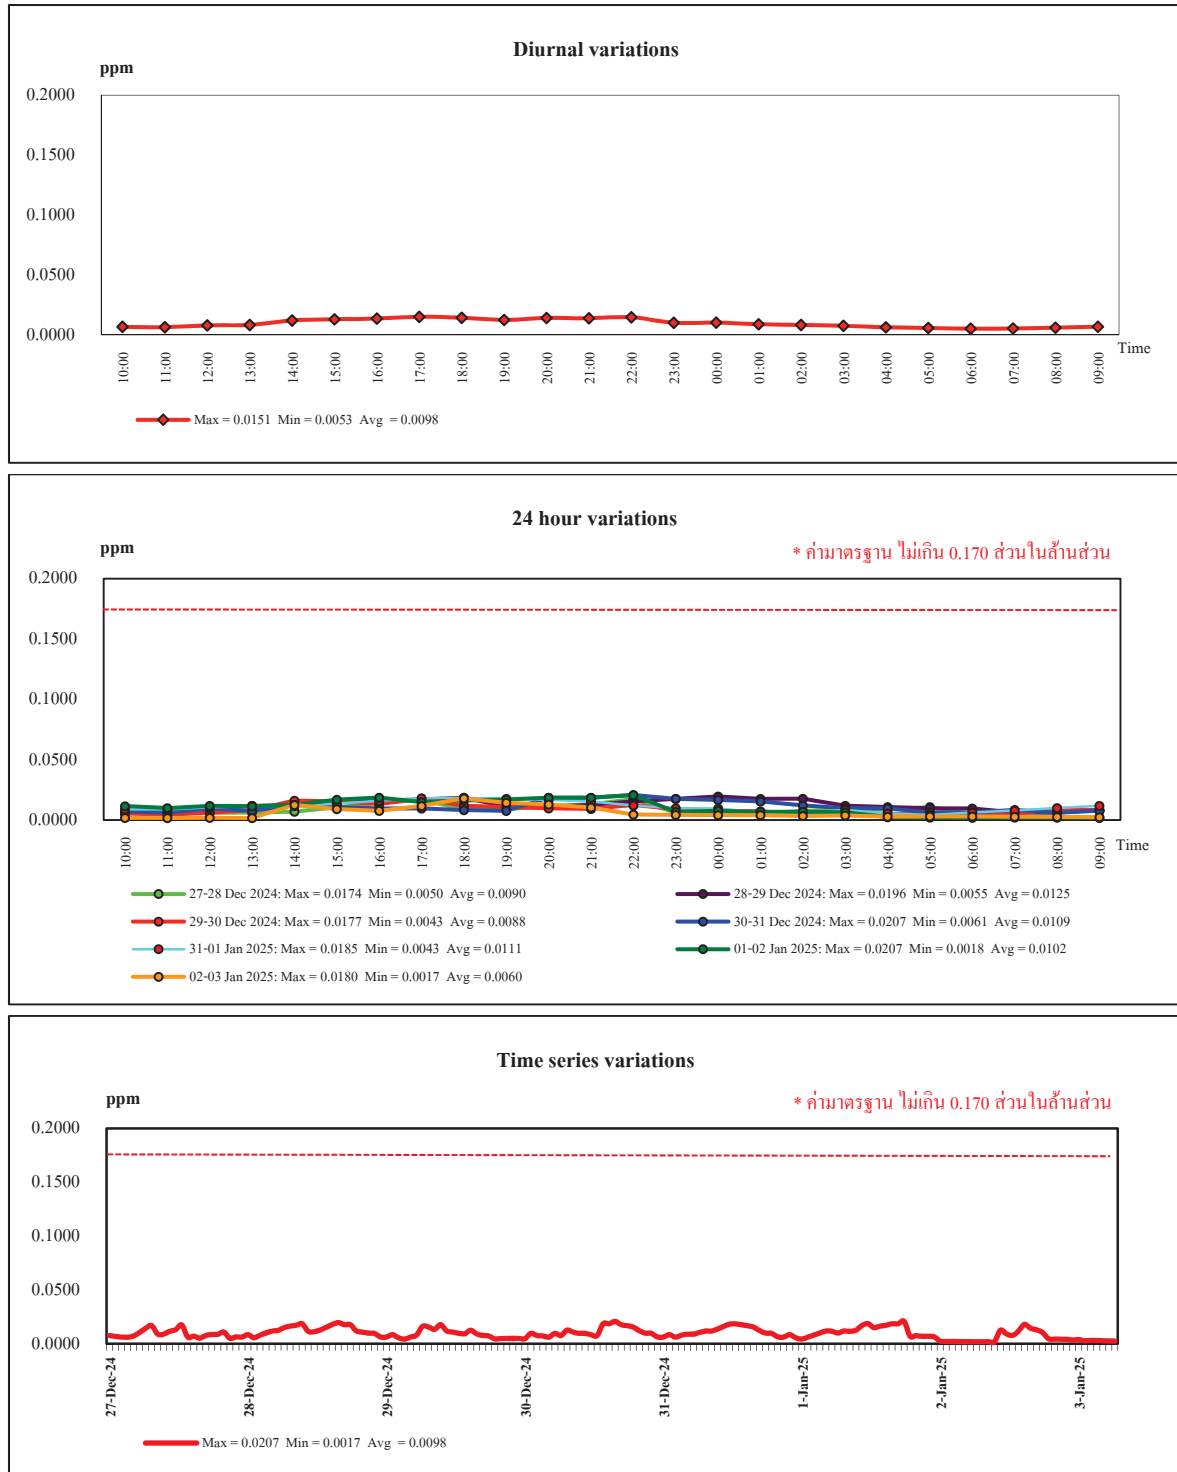 Diurnal variations
ppm
0.2000
0.1500
0.1000
0.0500
0.0000
Time
10:00 11:00 12:00 13:00 14:00 15:00 16:00 17:00 18:00 19:00 20:00 21:00 22:00 23:00 00:00 01:00 02:00 03:00 04:00 05:00 06:00 07:00 08:00 09:00
Max = 0.0151 Min = 0.0053 Avg = 0.0098
24 hour variations
ppm
* ค่ามาตรฐาน ไม่เกิน 0.170 ส่วนในล้านส่วน
0.2000
0.1500
0.1000
0.0500
0.0000
Time
10:00 11:00 12:00 13:00 14:00 15:00 16:00 17:00 18:00 19:00 20:00 21:00 22:00 23:00 00:00 01:00 02:00 03:00 04:00 05:00 06:00 07:00 08:00 09:00
27-28 Dec 2024: Max = 0.0174 Min = 0.0050 Avg = 0.0090
28-29 Dec 2024: Max = 0.0196 Min = 0.0055 Avg = 0.0125
29-30 Dec 2024: Max = 0.0177 Min = 0.0043 Avg = 0.0088
30-31 Dec 2024: Max = 0.0207 Min = 0.0061 Avg = 0.0109
31-01 Jan 2025: Max = 0.0185 Min = 0.0043 Avg = 0.0111
01-02 Jan 2025: Max = 0.0207 Min = 0.0018 Avg = 0.0102
02-03 Jan 2025: Max = 0.0180 Min = 0.0017 Avg = 0.0060
Time series variations
ppm
* ค่ามาตรฐาน ไม่เกิน 0.170 ส่วนในล้านส่วน
0.2000
0.1500
0.1000
0.0500
0.0000
27-Dec-24 28-Dec-24 29-Dec-24 30-Dec-24 31-Dec-24 1-Jan-25 2-Jan-25 3-Jan-25
Max = 0.0207 Min = 0.0017 Avg = 0.0098